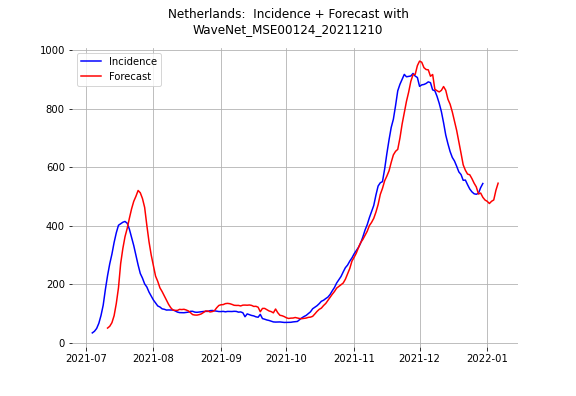 Netherlands:  Incidence + Forecast with
WaveNet_MSE00124_20211210
Incidence
Forecast
1000
800
600
400
200
0
2021-07 2021-08 2021-09 2021-10 2021-11 2021-12 2022-01